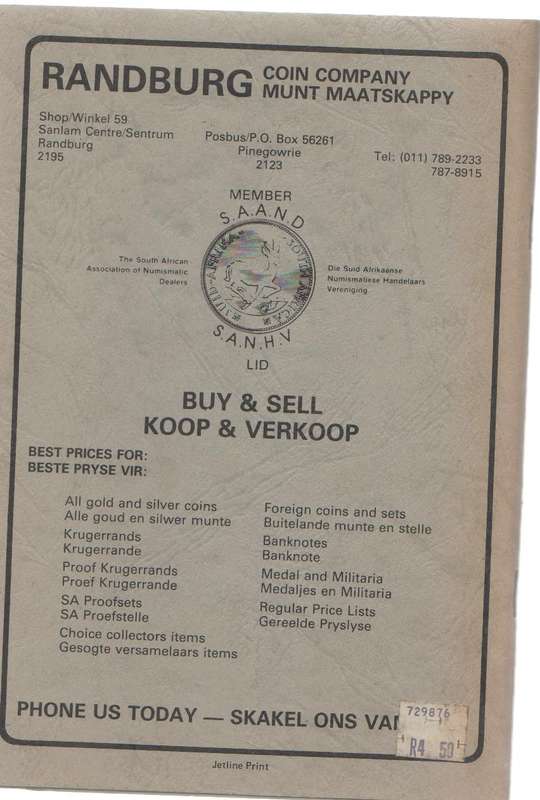 RANDBURG COIN COMPANY
MUNT MAATSKAPPY
Shop/Winkel 59
Sanlam Centre/Sentrum
Randburg
2195
Posbus/P.O. Box 56261
Pinegowrie
2123
Tel: (011) 789-2233
787-8915
MEMBER
S.A.A.N.D
The South African
Association of Numismatic
Dealers
SUID-AFRIKA SOUTH AFRICA
Die Suid Afrikaanse
Numismatiese Handelaars
Vereniging
S.A.N.H.V
LID
BUY & SELL
KOOP & VERKOOP
BEST PRICES FOR:
BESTE PRYSE VIR:
All gold and silver coins
Alle goud en silwer munte
Krugerrands
Krugerrande
Proof Krugerrands
Proef Krugerrande
SA Proofsets
SA Proefstelle
Choice collectors items
Gesogte versamelaars items
Foreign coins and sets
Buitelande munte en stelle
Banknotes
Banknote
Medal and Militaria
Medaljes en Militaria
Regular Price Lists
Gereelde Pryslyse
PHONE US TODAY — SKAKEL ONS
729876
R4 50
Jetline Print